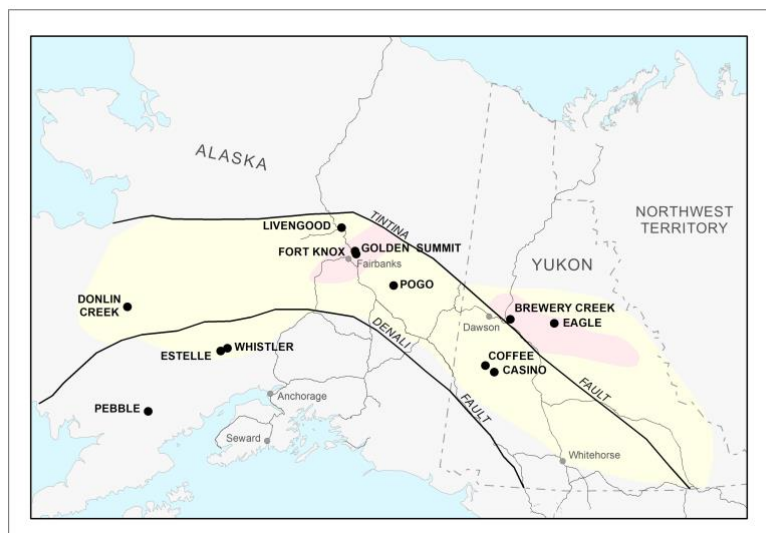 ALASKA
NORTHWEST
TERRITORY
LIVENGOOD
TINTINA
GOLDEN SUMMIT
FORT KNOX
Fairbanks
YUKON
POGO
DONLIN
CREEK
BREWERY CREEK
EAGLE
Dawson
DENALI
ESTELLE
WHISTLER
COFFEE
CASINO
FAULT
PEBBLE
Anchorage
FAULT
Seward
Whitehorse